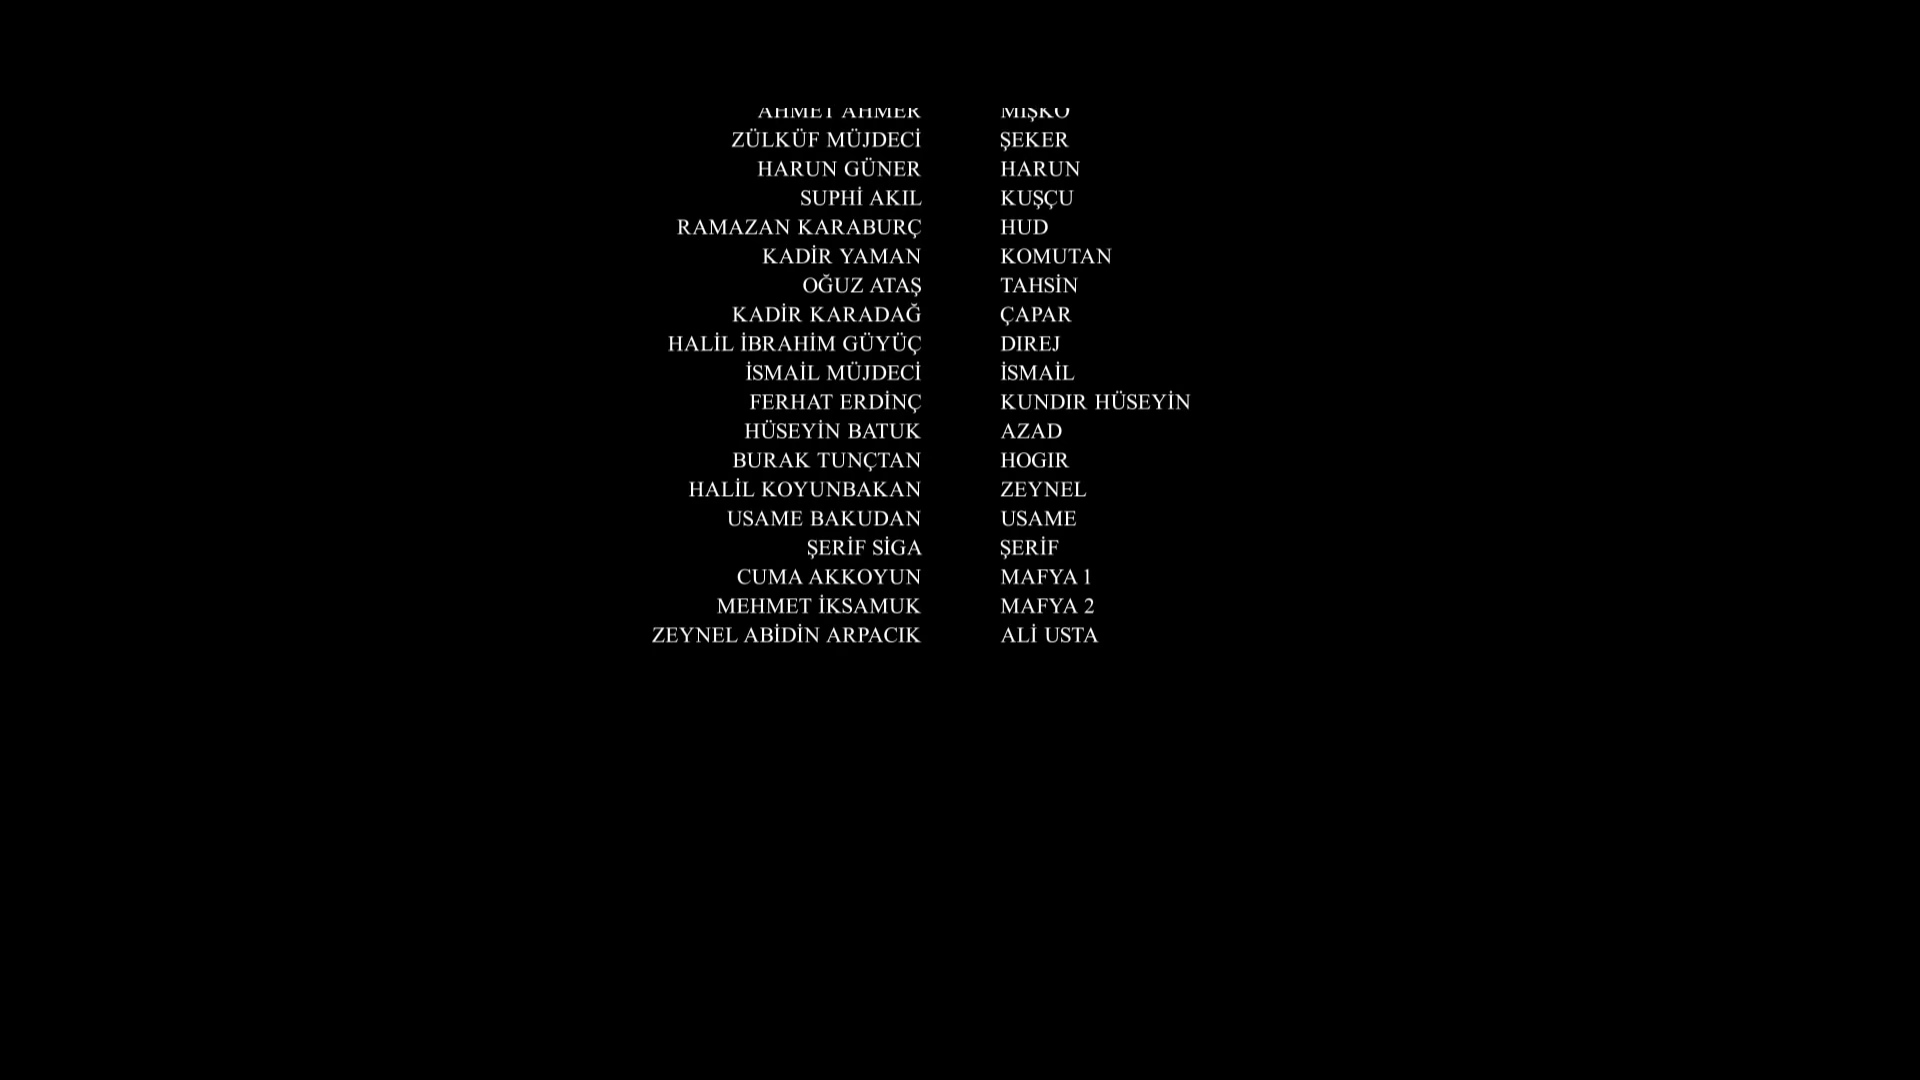 AHMET AHMER MIŞKO
ZÜLKÜF MÜJDECİ ŞEKER
HARUN GÜNER HARUN
SUPHİ AKIL KUŞÇU
RAMAZAN KARABURÇ HUD
KADİR YAMAN KOMUTAN
OĞUZ ATAŞ TAHSİN
KADİR KARADAĞ ÇAPAR
HALİL İBRAHİM GÜYÜÇ DIREJ
İSMAİL MÜJDECİ İSMAİL
FERHAT ERDİNÇ KUNDIR HÜSEYİN
HÜSEYİN BATUK AZAD
BURAK TUNÇTAN HOGIR
HALİL KOYUNBAKAN ZEYNEL
USAME BAKUDAN USAME
ŞERİF SİGA ŞERİF
CUMA AKKOYUN MAFYA 1
MEHMET İKSAMUK MAFYA 2
ZEYNEL ABİDİN ARPACIK ALİ USTA